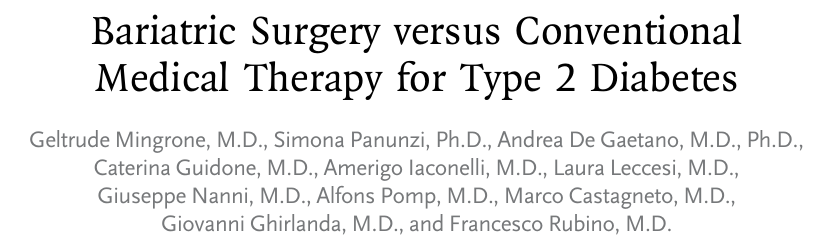 Bariatric Surgery versus Conventional
Medical Therapy for Type 2 Diabetes
Geltrude Mingrone, M.D., Simona Panunzi, Ph.D., Andrea De Gaetano, M.D., Ph.D.,
Caterina Guidone, M.D., Amerigo Iaconelli, M.D., Laura Leccesi, M.D.,
Giuseppe Nanni, M.D., Alfons Pomp, M.D., Marco Castagneto, M.D.,
Giovanni Ghirlanda, M.D., and Francesco Rubino, M.D.